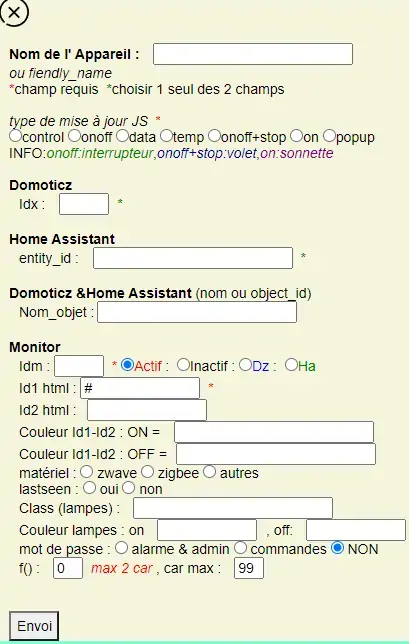 Nom de l' Appareil :
ou fiendly_name
*champ requis *choisir 1 seul des 2 champs
type de mise à jour JS *
control onoff data temp onoff+stop on popup
INFO:onoff:interrupteur,onoff+stop:volet,on:sonnette
Domoticz
Idx : *
Home Assistant
entity_id : *
Domoticz &Home Assistant (nom ou object_id)
Nom_objet :
Monitor
Idm : * Actif : Inactif : Dz : Ha
Id1 html : # *
Id2 html :
Couleur Id1-Id2 : ON =
Couleur Id1-Id2 : OFF =
matériel : zwave zigbee autres
lastseen : oui non
Class (lampes) :
Couleur lampes : on , off:
mot de passe : alarme & admin commandes NON
f() : 0 max 2 car , car max : 99
Envoi